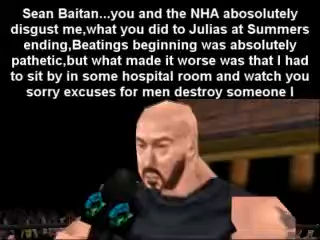 Sean Baitan...you and the NHA abosolutely
disgust me,what you did to Julias at Summers
ending,Beatings beginning was absolutely
pathetic,but what made it worse was that I had
to sit by in some hospital room and watch you
sorry excuses for men destroy someone I